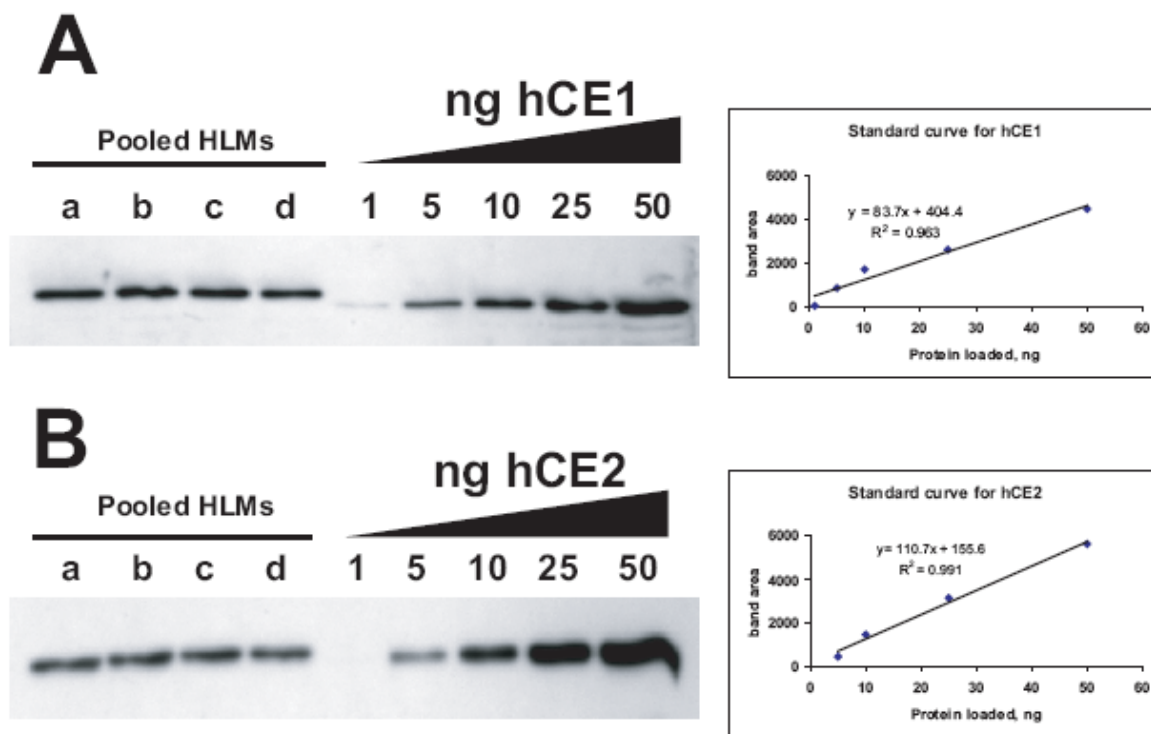 A
ng hCE1
Pooled HLMs
a b c d 1 5 10 25 50
Standard curve for hCE1
6000
4000
2000
0
band area
y = 83.7x + 404.4
R² = 0.963
0 10 20 30 40 50 60
Protein loaded, ng
B
ng hCE2
Pooled HLMs
a b c d 1 5 10 25 50
Standard curve for hCE2
6000
4000
2000
0
band area
y= 110.7x + 155.6
R² = 0.991
0 10 20 30 40 50 60
Protein loaded, ng